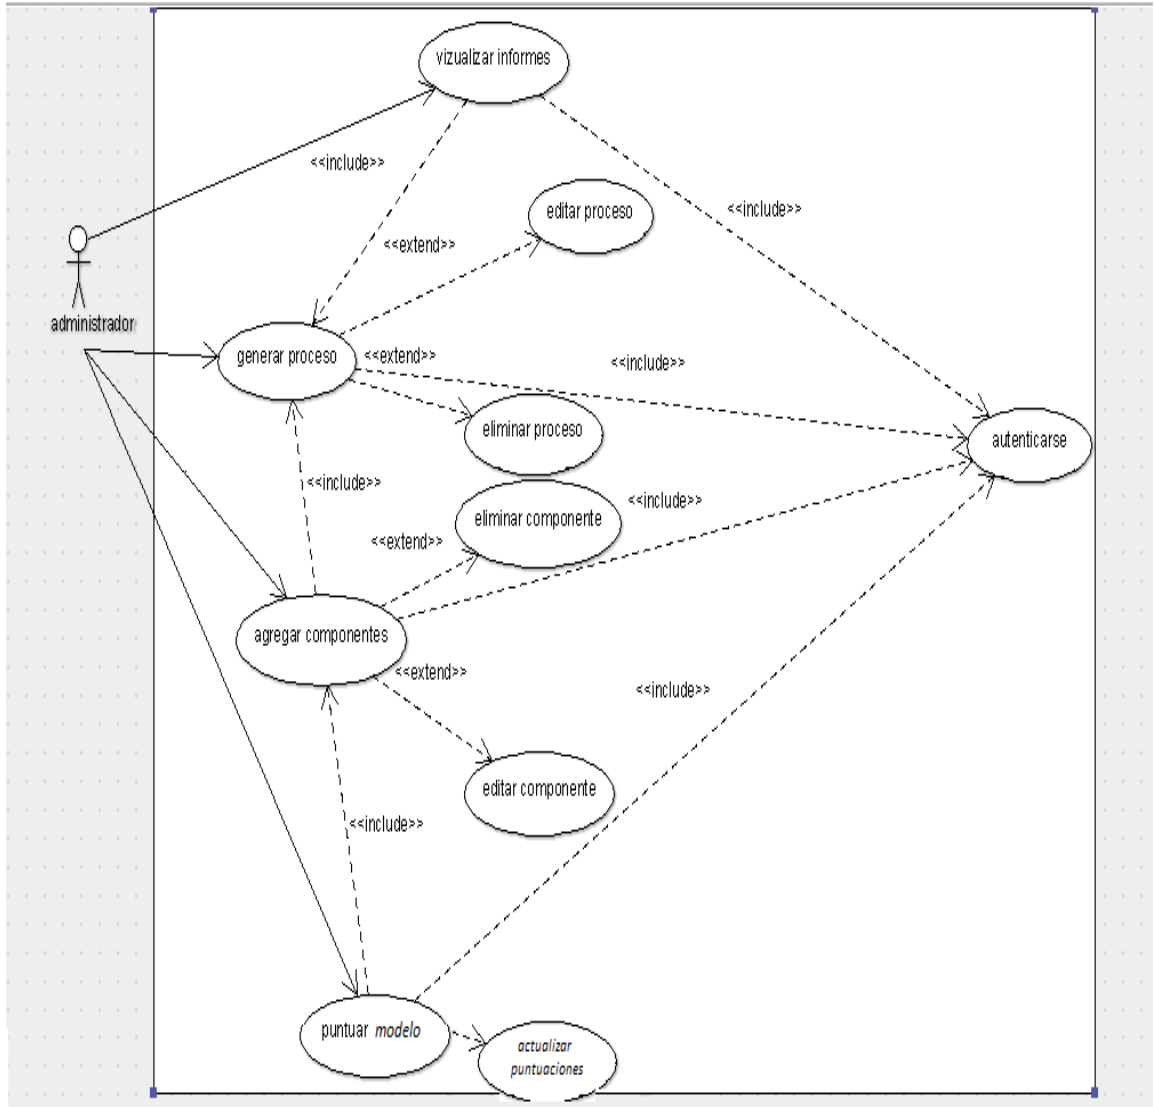 vizualizar informes
<<include>>
<<include>>
editar proceso
<<extend>>
administrador
generar proceso
<<extend>>
<<include>>
eliminar proceso
autenticarse
<<include>>
eliminar componente
<<include>>
<<extend>>
agregar componentes
<<extend>>
<<include>>
editar componente
<<include>>
puntuar modelo
actualizar
puntuaciones